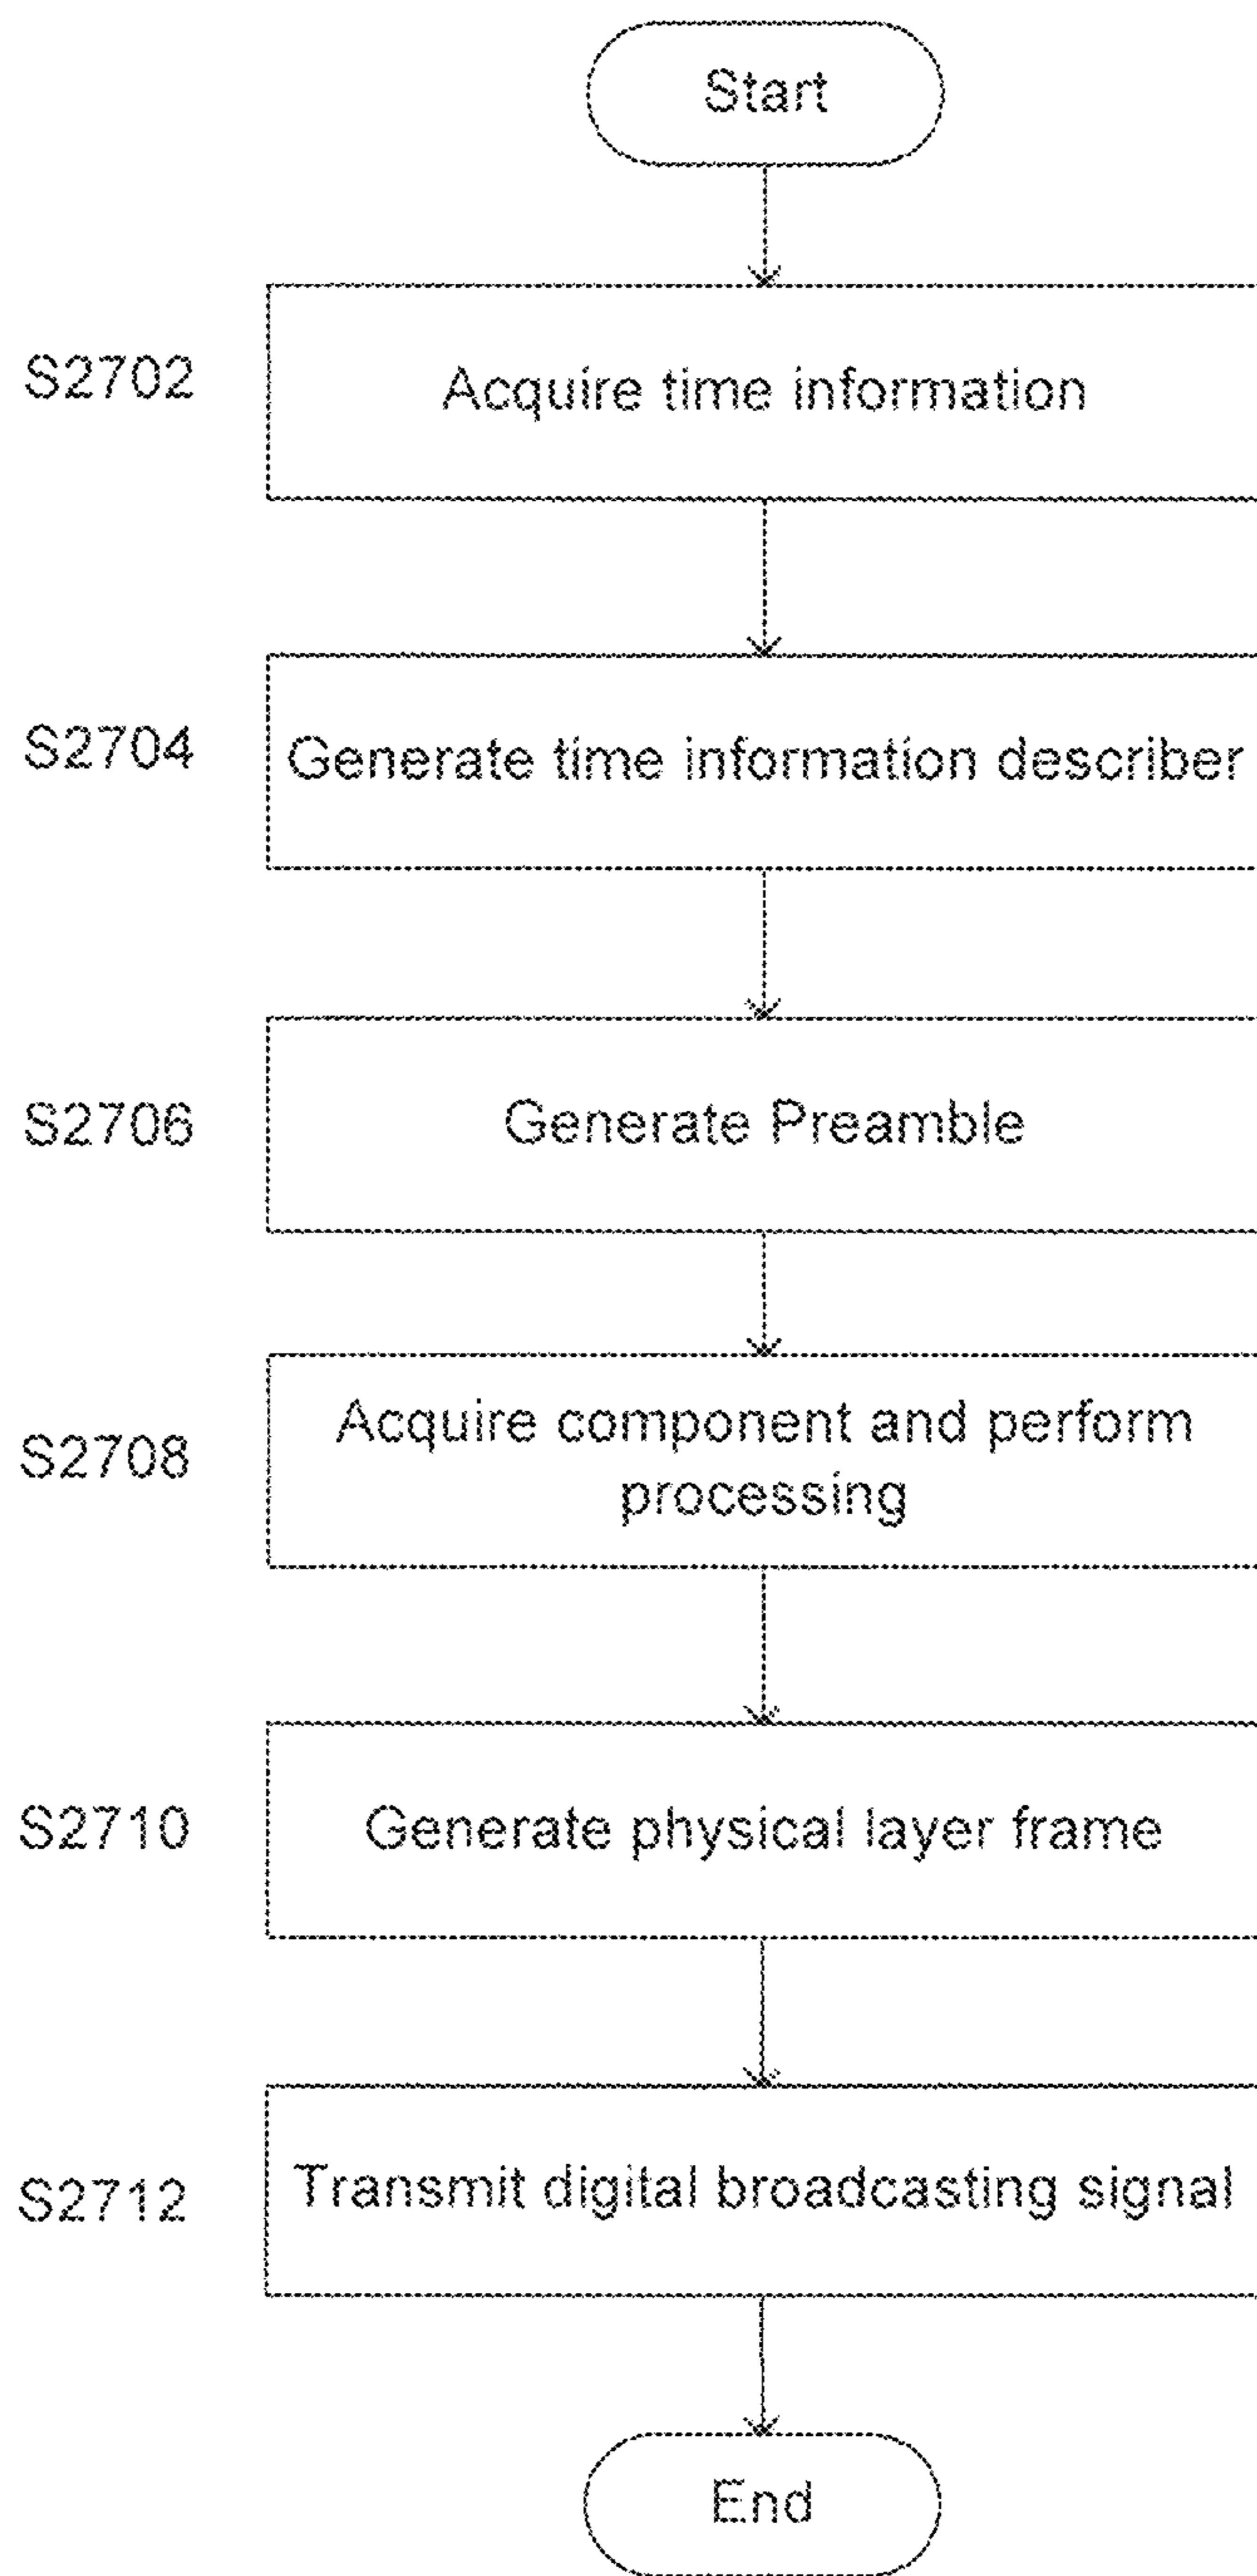 Start
S2702
Acquire time information
S2704
Generate time information describer
S2706
Generate Preamble
S2708
Acquire component and perform
processing
S2710
Generate physical layer frame
S2712
Transmit digital broadcasting signal
End